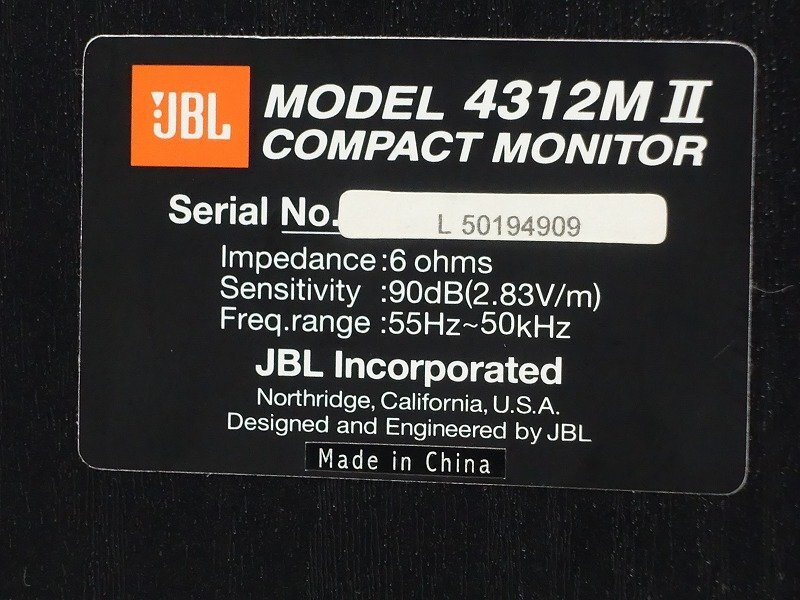 JBL
MODEL 4312M II
COMPACT MONITOR
Serial No. L 50194909
Impedance:6 ohms
Sensitivity :90dB(2.83V/m)
Freq.range :55Hz~50kHz
JBL Incorporated
Northridge, California, U.S.A.
Designed and Engineered by JBL
Made in China